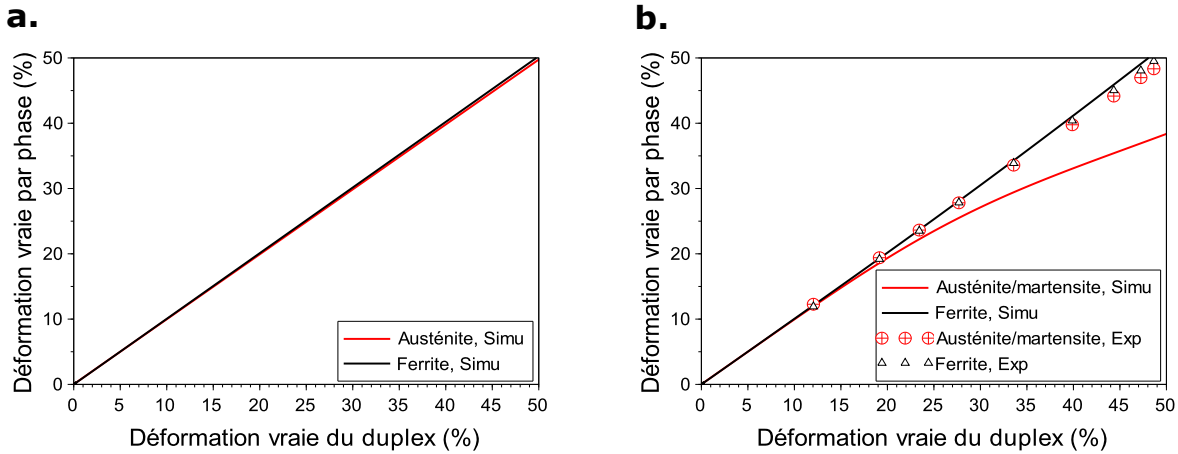 a.
Déformation vraie par phase (%)
50
40
30
20
10
0
0 5 10 15 20 25 30 35 40 45 50
Déformation vraie du duplex (%)
Austénite, Simu
Ferrite, Simu
b.
Déformation vraie par phase (%)
50
40
30
20
10
0
0 5 10 15 20 25 30 35 40 45 50
Déformation vraie du duplex (%)
Austénite/martensite, Simu
Ferrite, Simu
Austénite/martensite, Exp
Ferrite, Exp